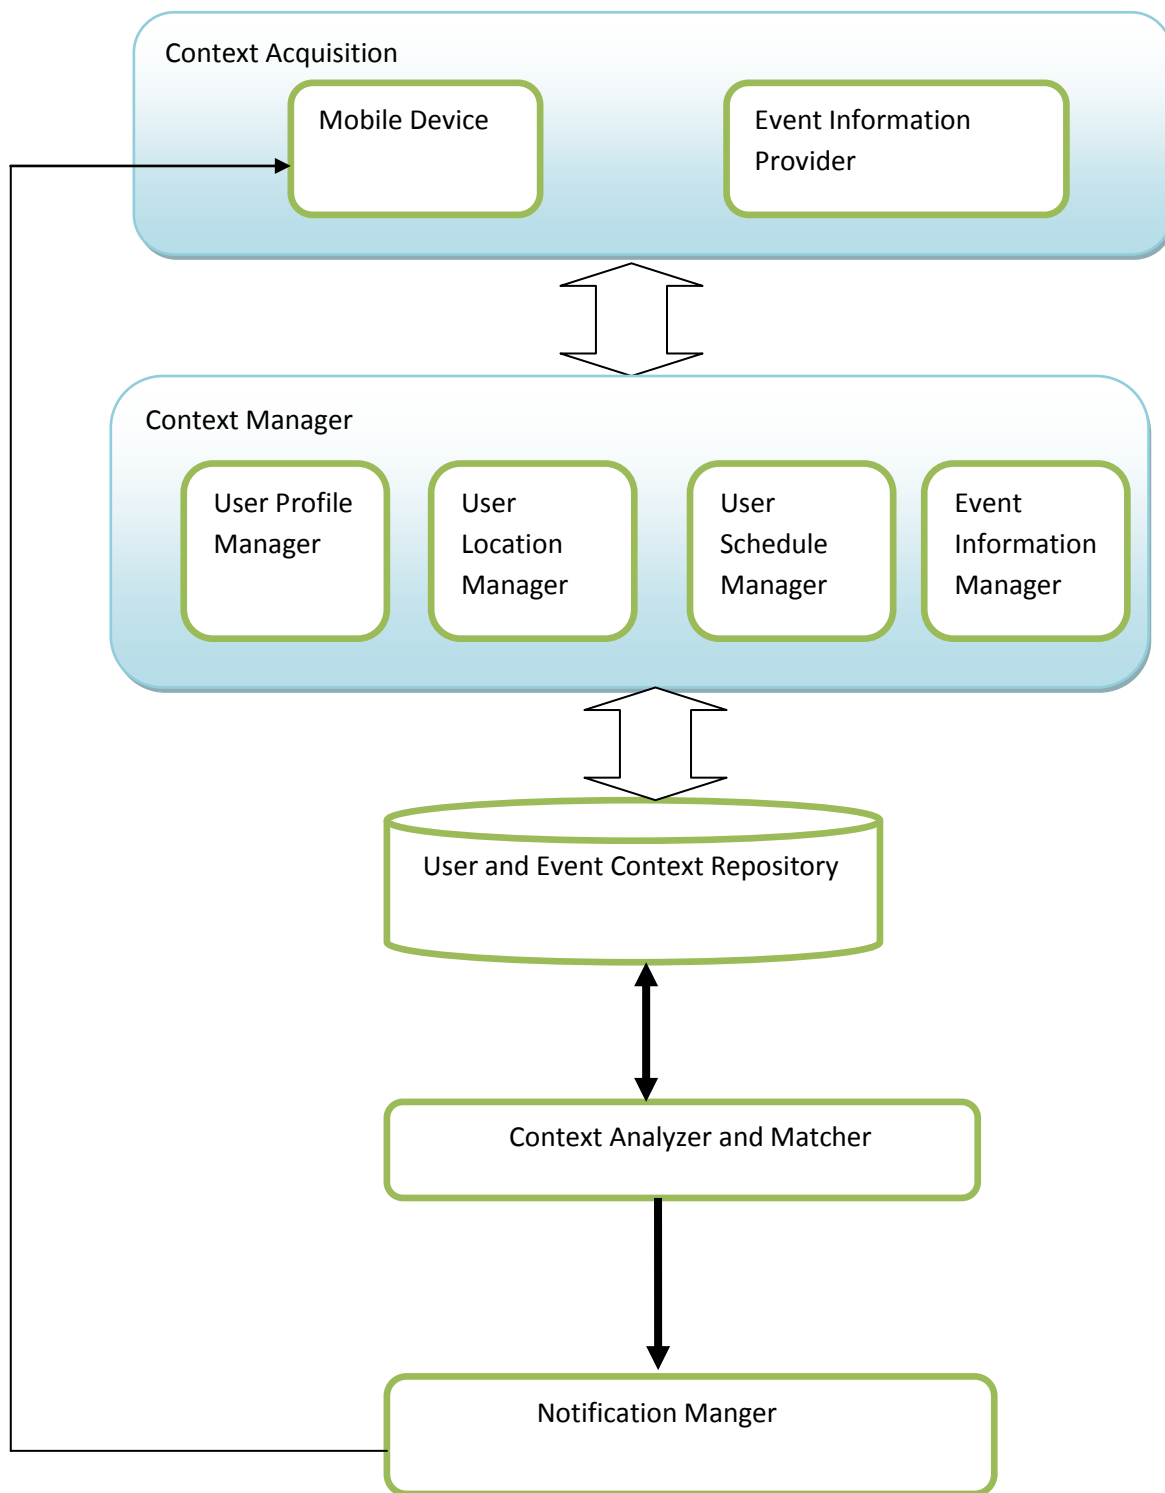 Context Acquisition
Mobile Device
Event Information
Provider
Context Manager
User Profile
Manager
User
Location
Manager
User
Schedule
Manager
Event
Information
Manager
User and Event Context Repository
Context Analyzer and Matcher
Notification Manger